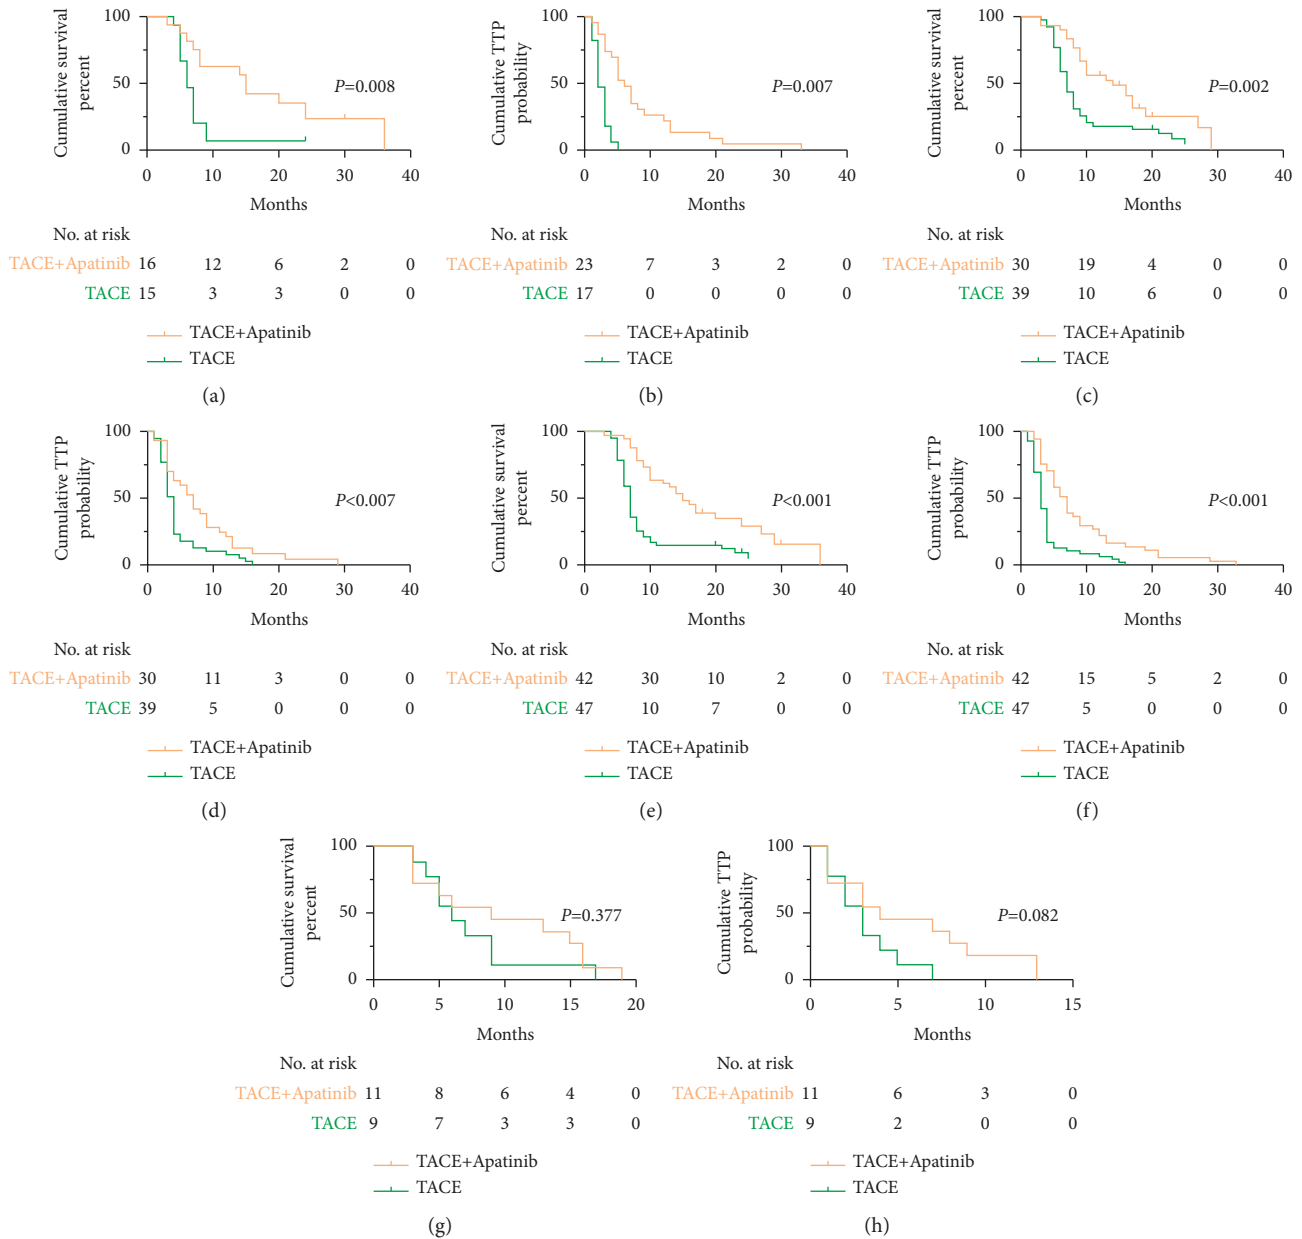 Cumulative survival
percent
100
50
0
P=0.008
0 10 20 30 40
Months
No. at risk
TACE+Apatinib 16 12 6 2 0
TACE 15 3 3 0 0
TACE+Apatinib
TACE
(a)
Cumulative TTP
probability
100
50
0
P=0.007
0 10 20 30 40
Months
No. at risk
TACE+Apatinib 23 7 3 2 0
TACE 17 0 0 0 0
TACE+Apatinib
TACE
(b)
Cumulative survival
percent
100
50
0
P=0.002
0 10 20 30 40
Months
No. at risk
TACE+Apatinib 30 19 4 0 0
TACE 39 10 6 0 0
TACE+Apatinib
TACE
(c)
Cumulative TTP
probability
100
50
0
P<0.007
0 10 20 30 40
Months
No. at risk
TACE+Apatinib 30 11 3 0 0
TACE 39 5 0 0 0
TACE+Apatinib
TACE
(d)
Cumulative survival
percent
100
50
0
P<0.001
0 10 20 30 40
Months
No. at risk
TACE+Apatinib 42 30 10 2 0
TACE 47 10 7 0 0
TACE+Apatinib
TACE
(e)
Cumulative TTP
probability
100
50
0
P<0.001
0 10 20 30 40
Months
No. at risk
TACE+Apatinib 42 15 5 2 0
TACE 47 5 0 0 0
TACE+Apatinib
TACE
(f)
Cumulative survival
percent
100
50
0
P=0.377
0 5 10 15 20
Months
No. at risk
TACE+Apatinib 11 8 6 4 0
TACE 9 7 3 3 0
TACE+Apatinib
TACE
(g)
Cumulative TTP
probability
100
50
0
P=0.082
0 5 10 15
Months
No. at risk
TACE+Apatinib 11 6 3 0
TACE 9 2 0 0
TACE+Apatinib
TACE
(h)